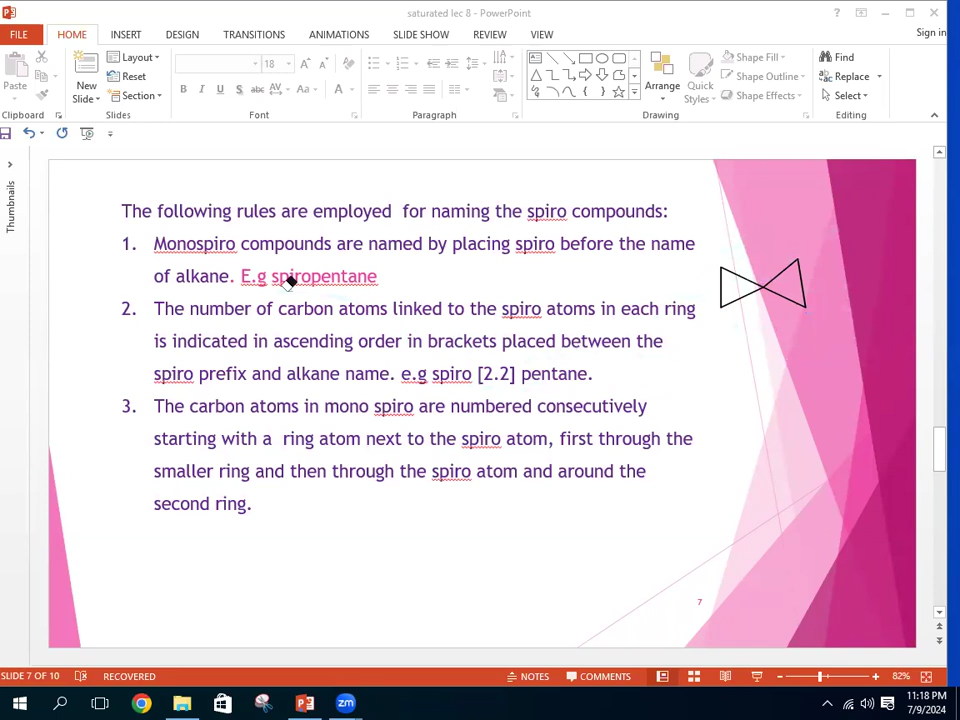 saturated lec 8 - PowerPoint
Sign in
FILE HOME INSERT DESIGN TRANSITIONS ANIMATIONS SLIDE SHOW REVIEW VIEW
Paste
New
Slide
Layout
Reset
Section
18
Arrange
Quick
Styles
Shape Fill
Shape Outline
Shape Effects
Find
Replace
Select
Clipboard Slides Font Paragraph Drawing Editing
Thumbnails
The following rules are employed for naming the spiro compounds:
1. Monospiro compounds are named by placing spiro before the name
of alkane. E.g spiropentane
2. The number of carbon atoms linked to the spiro atoms in each ring
is indicated in ascending order in brackets placed between the
spiro prefix and alkane name. e.g spiro [2.2] pentane.
3. The carbon atoms in mono spiro are numbered consecutively
starting with a ring atom next to the spiro atom, first through the
smaller ring and then through the spiro atom and around the
second ring.
7
SLIDE 7 OF 10 RECOVERED NOTES COMMENTS 82%
11:18 PM
7/9/2024